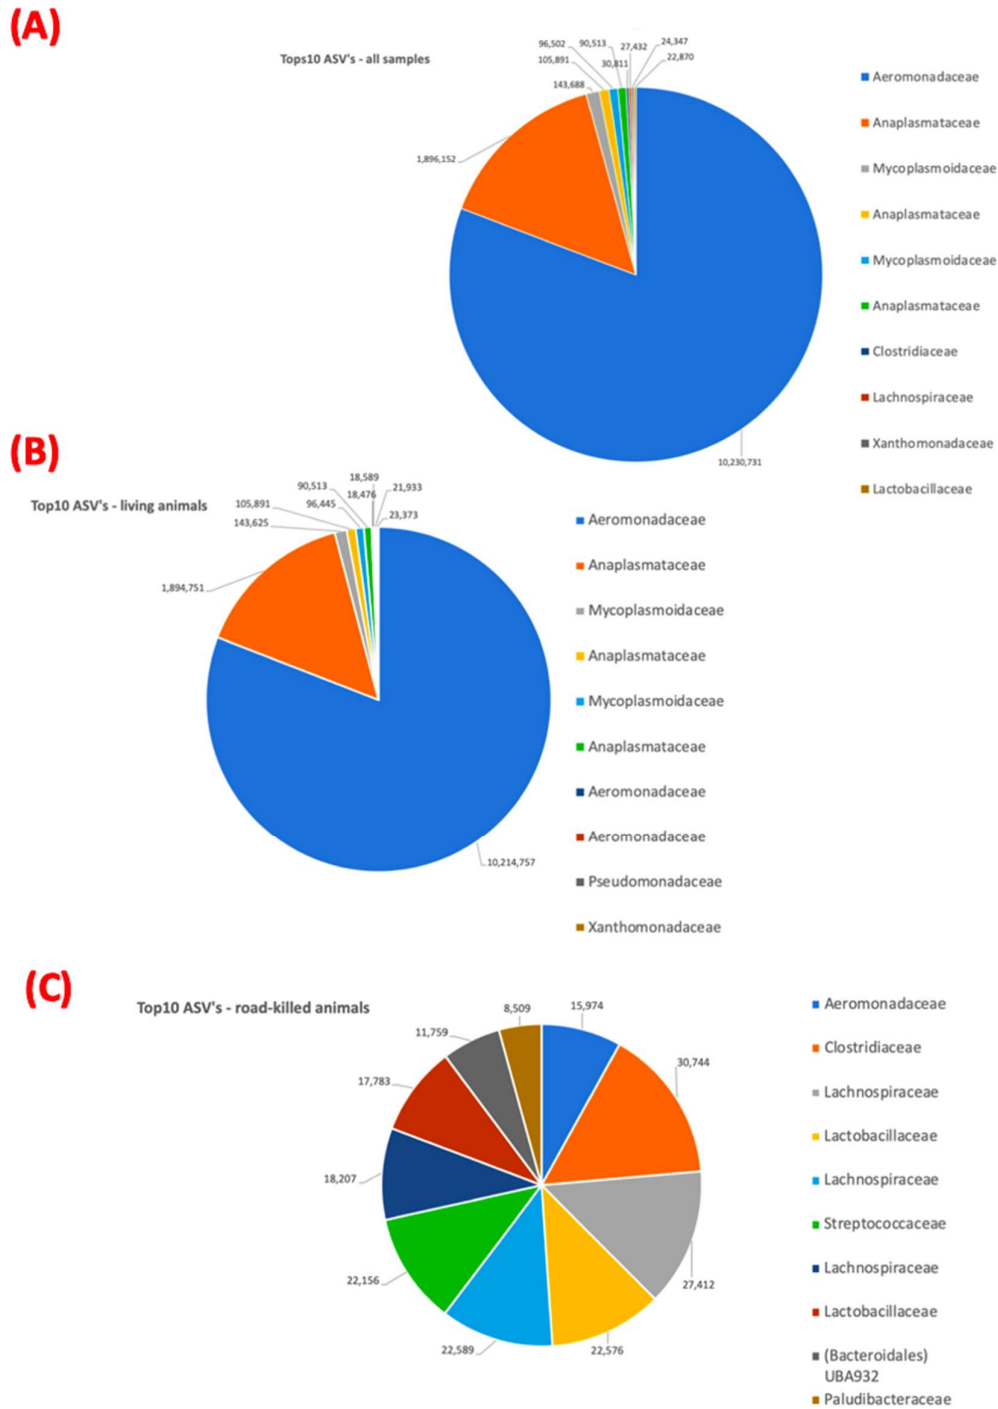 (A)
Tops10 ASV's - all samples
96,502
90,513
27,432
24,347
105,891
30,811
22,870
143,688
1,896,152
10,230,731
Aeromonadaceae
Anaplasmataceae
Mycoplasmoidaceae
Anaplasmataceae
Mycoplasmoidaceae
Anaplasmataceae
Clostridiaceae
Lachnospiraceae
Xanthomonadaceae
Lactobacillaceae
(B)
Top10 ASV's - living animals
18,589
90,513
18,476
21,933
105,891
96,445
23,373
143,625
1,894,751
10,214,757
Aeromonadaceae
Anaplasmataceae
Mycoplasmoidaceae
Anaplasmataceae
Mycoplasmoidaceae
Anaplasmataceae
Aeromonadaceae
Aeromonadaceae
Pseudomonadaceae
Xanthomonadaceae
(C)
Top10 ASV's - road-killed animals
8,509
15,974
11,759
30,744
17,783
18,207
27,412
22,156
22,589
22,576
Aeromonadaceae
Clostridiaceae
Lachnospiraceae
Lactobacillaceae
Lachnospiraceae
Streptococcaceae
Lachnospiraceae
Lactobacillaceae
(Bacteroidales)
UBA932
Paludibacteraceae